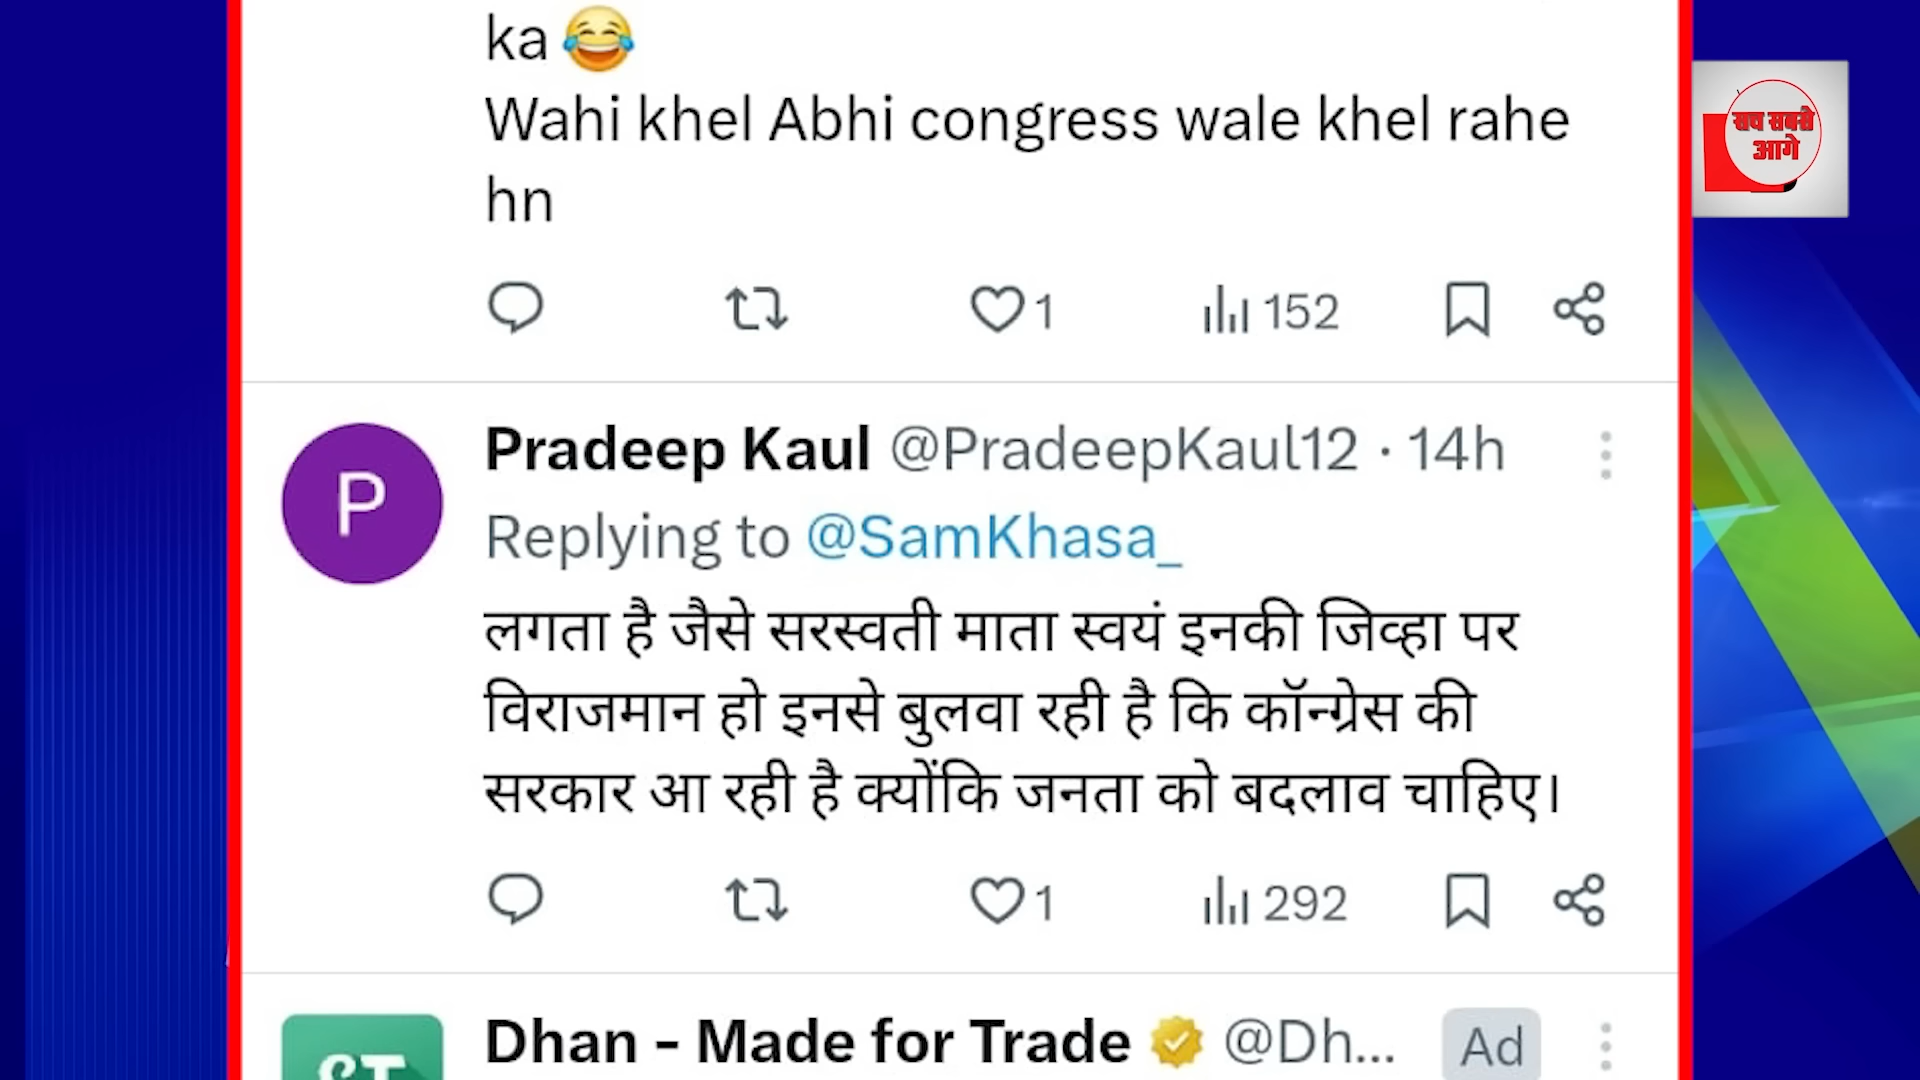 ka 😂
Wahi khel Abhi congress wale khel rahe
hn
1 152
सच सबसे
आगे
P
Pradeep Kaul @PradeepKaul12 · 14h
Replying to @SamKhasa_
लगता है जैसे सरस्वती माता स्वयं इनकी जिव्हा पर
विराजमान हो इनसे बुलवा रही है कि कॉन्ग्रेस की
सरकार आ रही है क्योंकि जनता को बदलाव चाहिए।
1 292
Dhan - Made for Trade @Dh... Ad